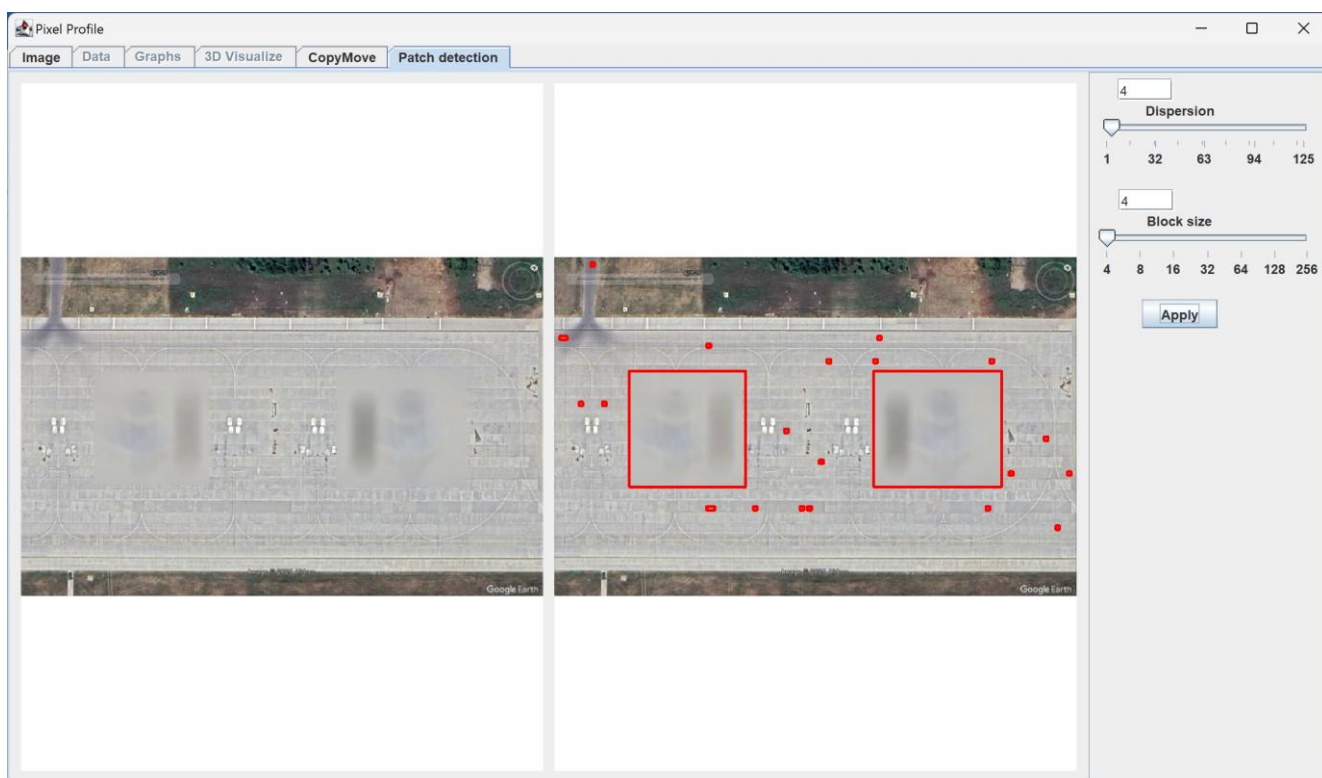 Pixel Profile
Image Data Graphs 3D Visualize CopyMove Patch detection
4
Dispersion
1 32 63 94 125
4
Block size
4 8 16 32 64 128 256
Apply
Google Earth Google Earth